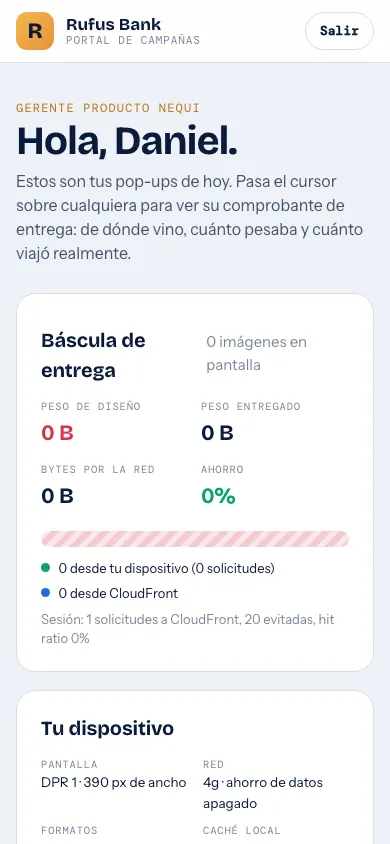 R
Rufus Bank
PORTAL DE CAMPAÑAS
Salir
GERENTE PRODUCTO NEQUI
Hola, Daniel.
Estos son tus pop-ups de hoy. Pasa el cursor
sobre cualquiera para ver su comprobante de
entrega: de dónde vino, cuánto pesaba y cuánto
viajó realmente.
Báscula de
entrega
0 imágenes en
pantalla
PESO DE DISEÑO
0 B
PESO ENTREGADO
0 B
BYTES POR LA RED
0 B
AHORRO
0%
0 desde tu dispositivo (0 solicitudes)
0 desde CloudFront
Sesión: 1 solicitudes a CloudFront, 20 evitadas, hit
ratio 0%
Tu dispositivo
PANTALLA
DPR 1 · 390 px de ancho
RED
4g · ahorro de datos
apagado
FORMATOS
CACHÉ LOCAL